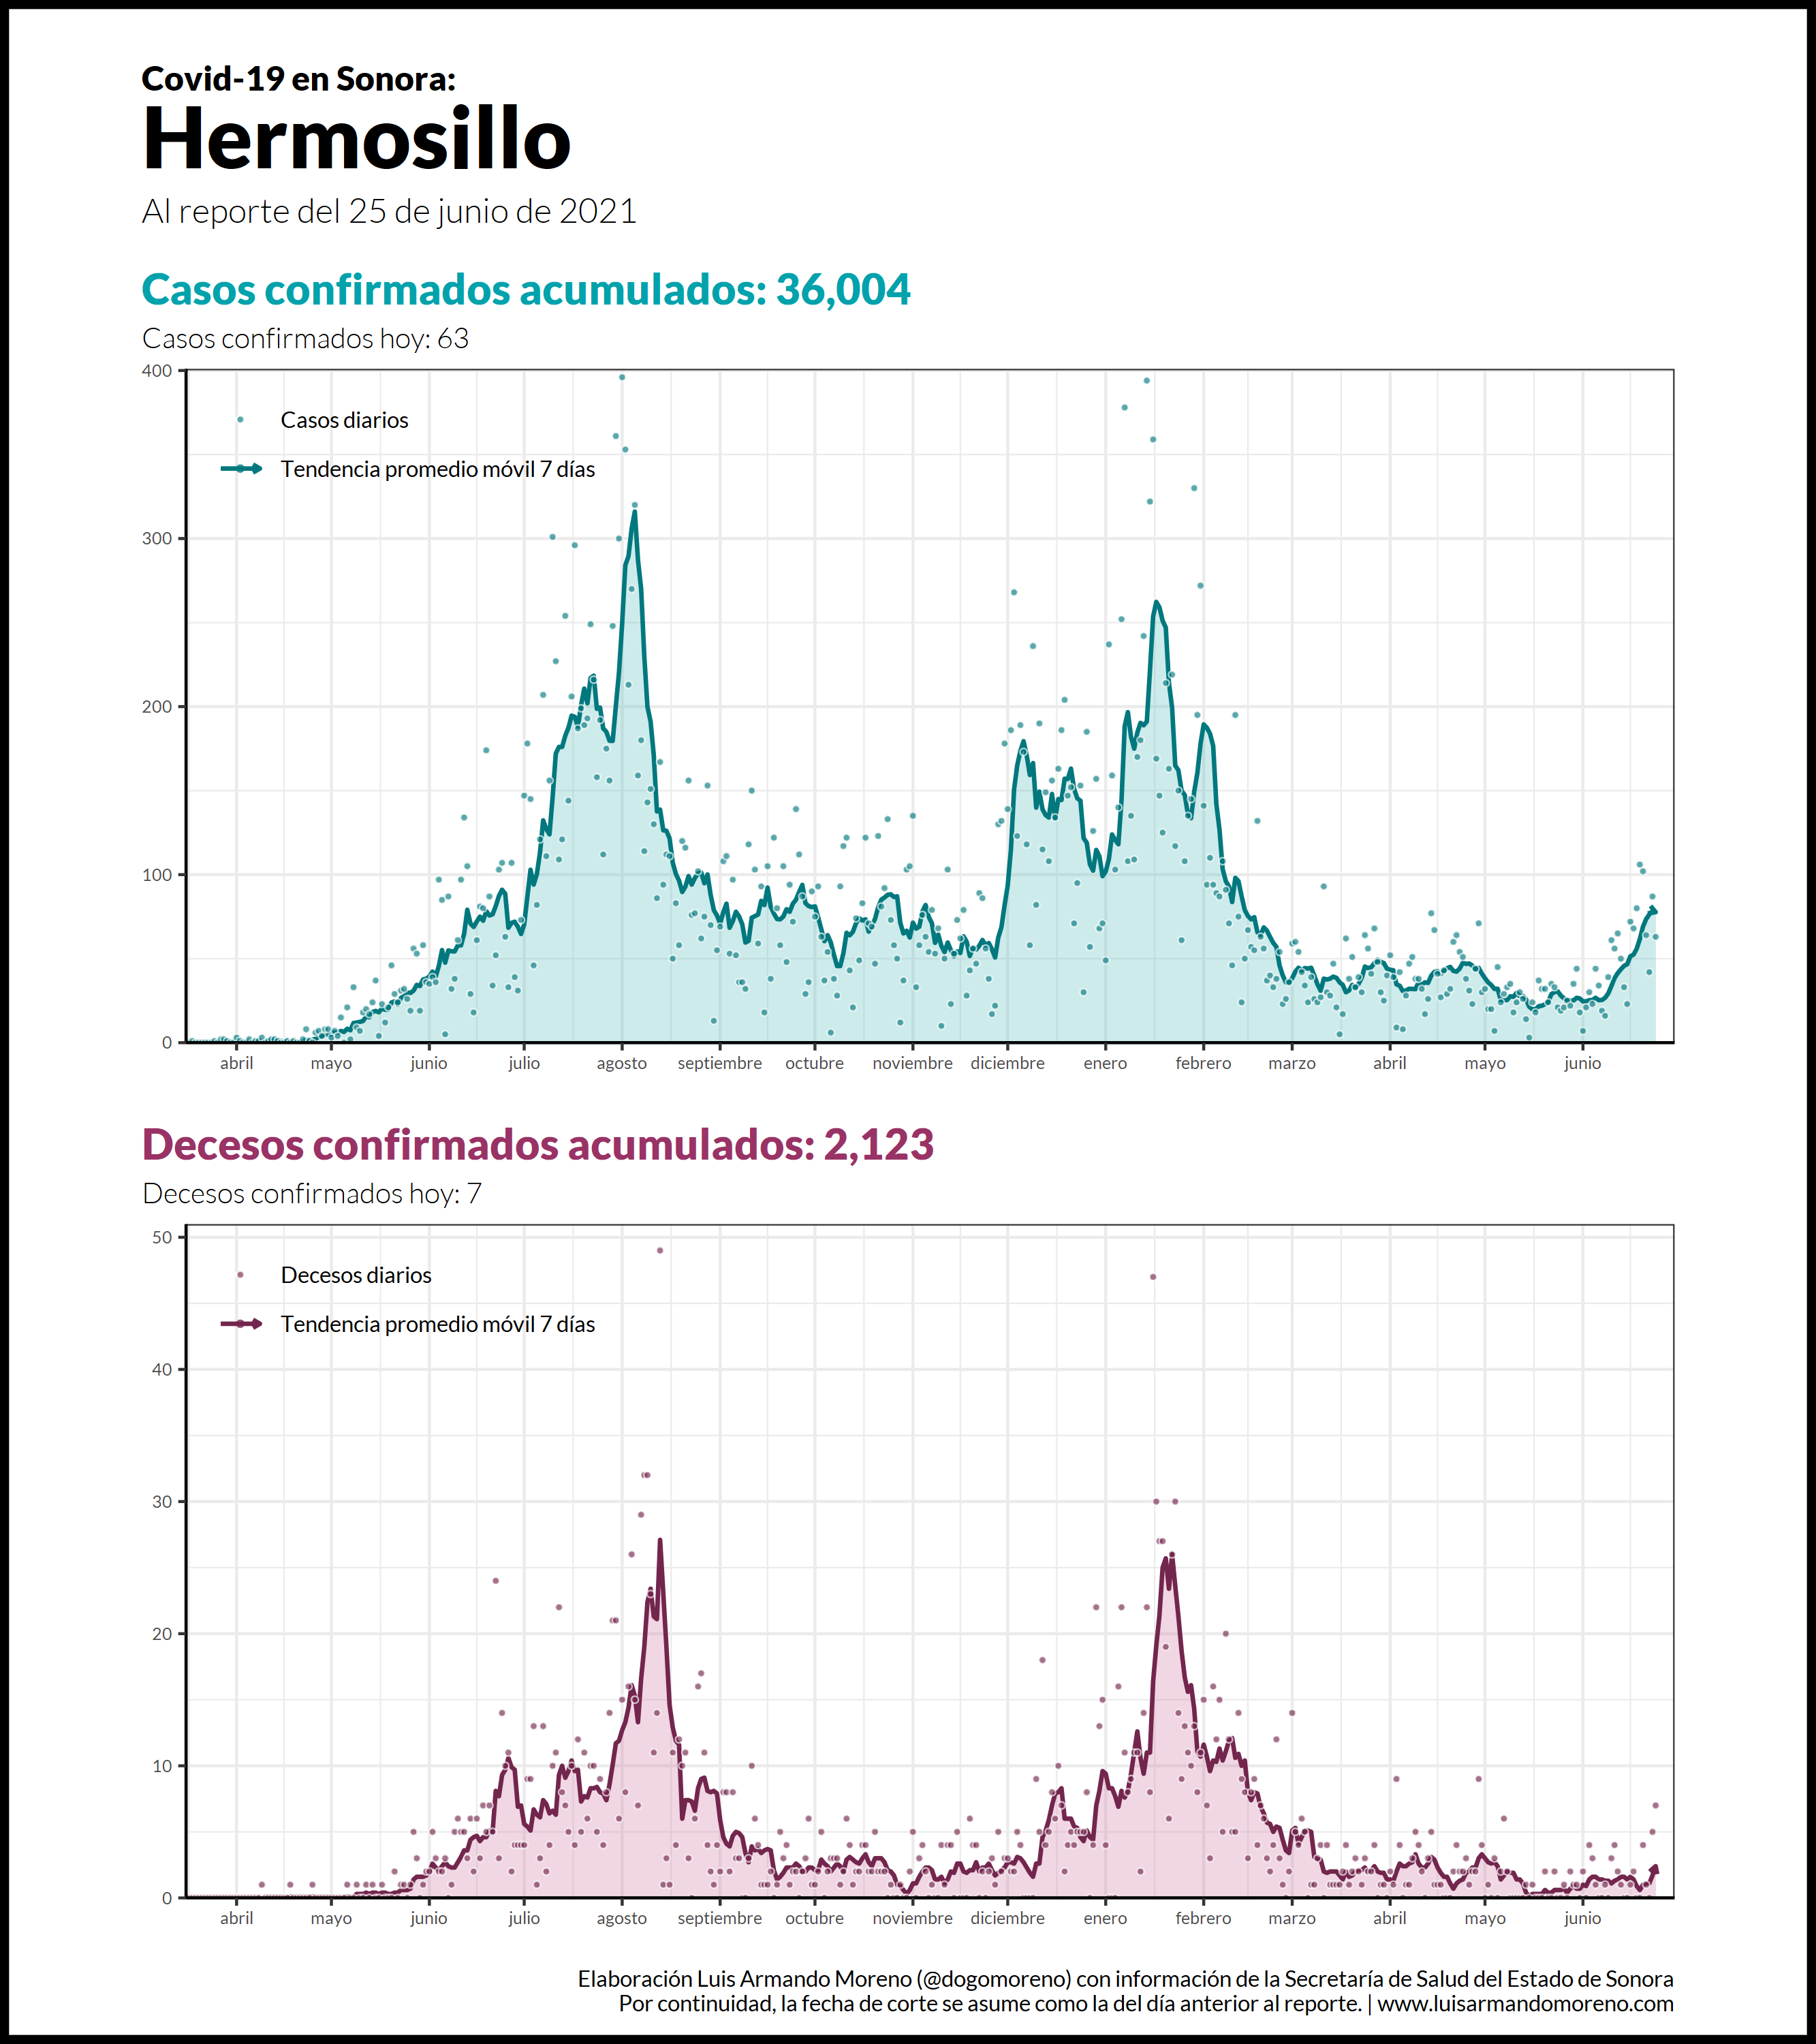 Covid-19 en Sonora:
Hermosillo
Al reporte del 25 de junio de 2021
Casos confirmados acumulados: 36,004
Casos confirmados hoy: 63
400
300
200
100
0
Casos diarios
Tendencia promedio móvil 7 días
abril mayo junio julio agosto septiembre octubre noviembre diciembre enero febrero marzo abril mayo junio
Decesos confirmados acumulados: 2,123
Decesos confirmados hoy: 7
50
40
30
20
10
0
Decesos diarios
Tendencia promedio móvil 7 días
abril mayo junio julio agosto septiembre octubre noviembre diciembre enero febrero marzo abril mayo junio
Elaboración Luis Armando Moreno (@dogomoreno) con información de la Secretaría de Salud del Estado de Sonora
Por continuidad, la fecha de corte se asume como la del día anterior al reporte. | www.luisarmandomoreno.com